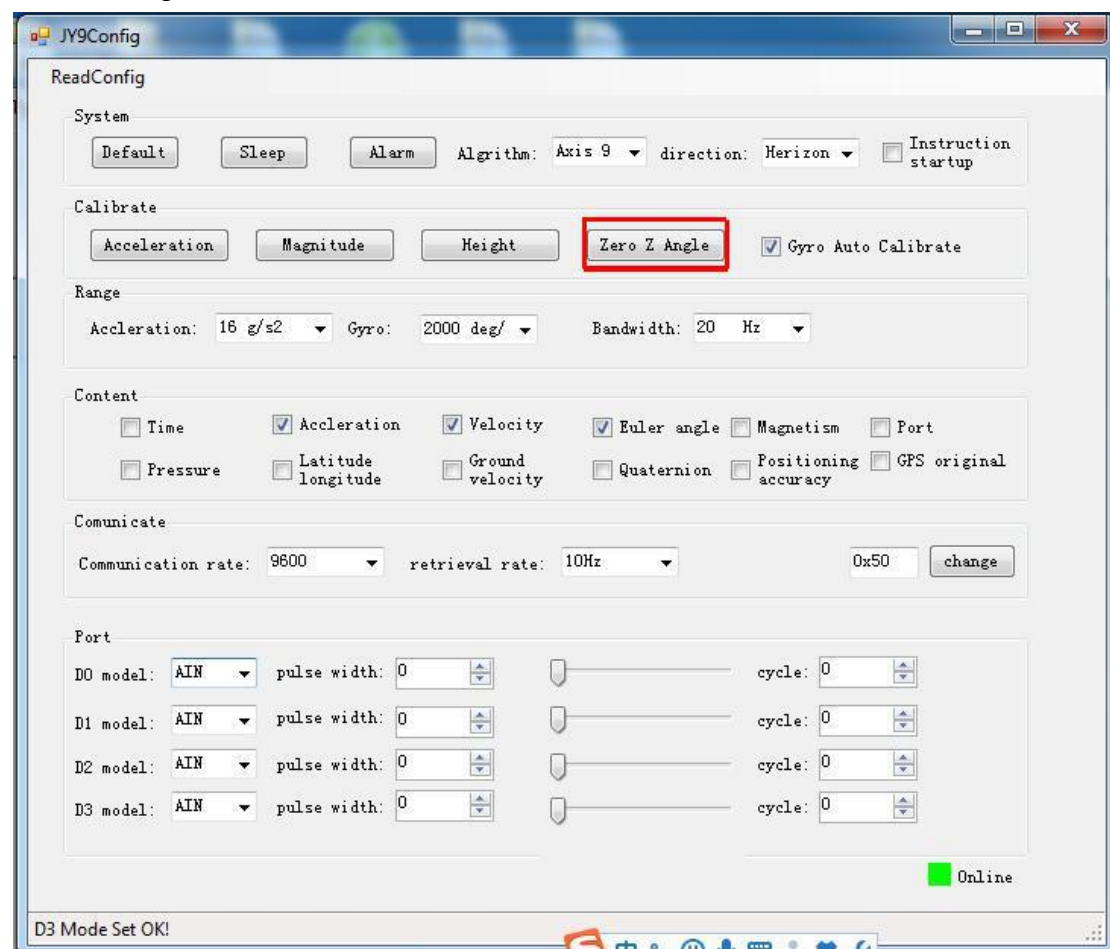 JY9Config
ReadConfig
System
Default Sleep Alarm Algrithm: Axis 9 direction: Herizon Instruction startup
Calibrate
Acceleration Magnitude Height Zero Z Angle Gyro Auto Calibrate
Range
Accleration: 16 g/s2 Gyro: 2000 deg/ Bandwidth: 20 Hz
Content
Time Accleration Velocity Euler angle Magnetism Port
Pressure Latitude longitude Ground velocity Quaternion Positioning accuracy GPS original
Comunicate
Communication rate: 9600 retrieval rate: 10Hz 0x50 change
Port
D0 model: AIN pulse width: 0 cycle: 0
D1 model: AIN pulse width: 0 cycle: 0
D2 model: AIN pulse width: 0 cycle: 0
D3 model: AIN pulse width: 0 cycle: 0
Online
D3 Mode Set OK!